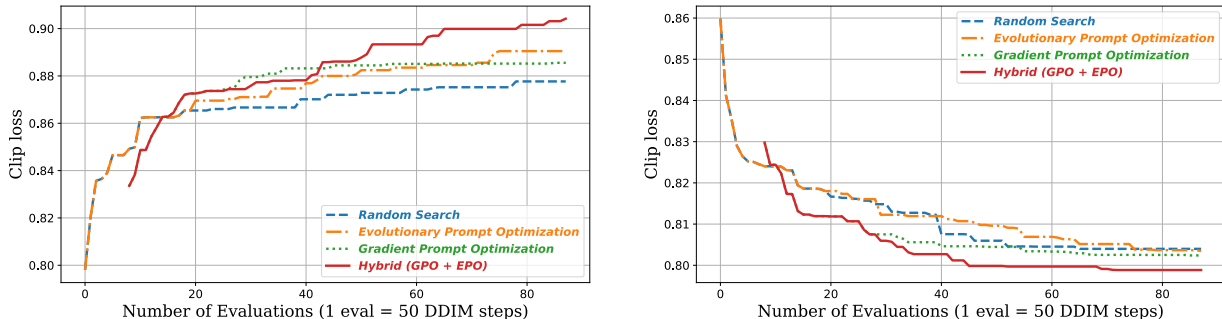 0.90
0.88
0.86
0.84
0.82
0.80
Clip loss
0
20
40
60
80
Number of Evaluations (1 eval = 50 DDIM steps)
Random Search
Evolutionary Prompt Optimization
Gradient Prompt Optimization
Hybrid (GPO + EPO)
0.86
0.85
0.84
0.83
0.82
0.81
0.80
Clip loss
0
20
40
60
80
Number of Evaluations (1 eval = 50 DDIM steps)
Random Search
Evolutionary Prompt Optimization
Gradient Prompt Optimization
Hybrid (GPO + EPO)